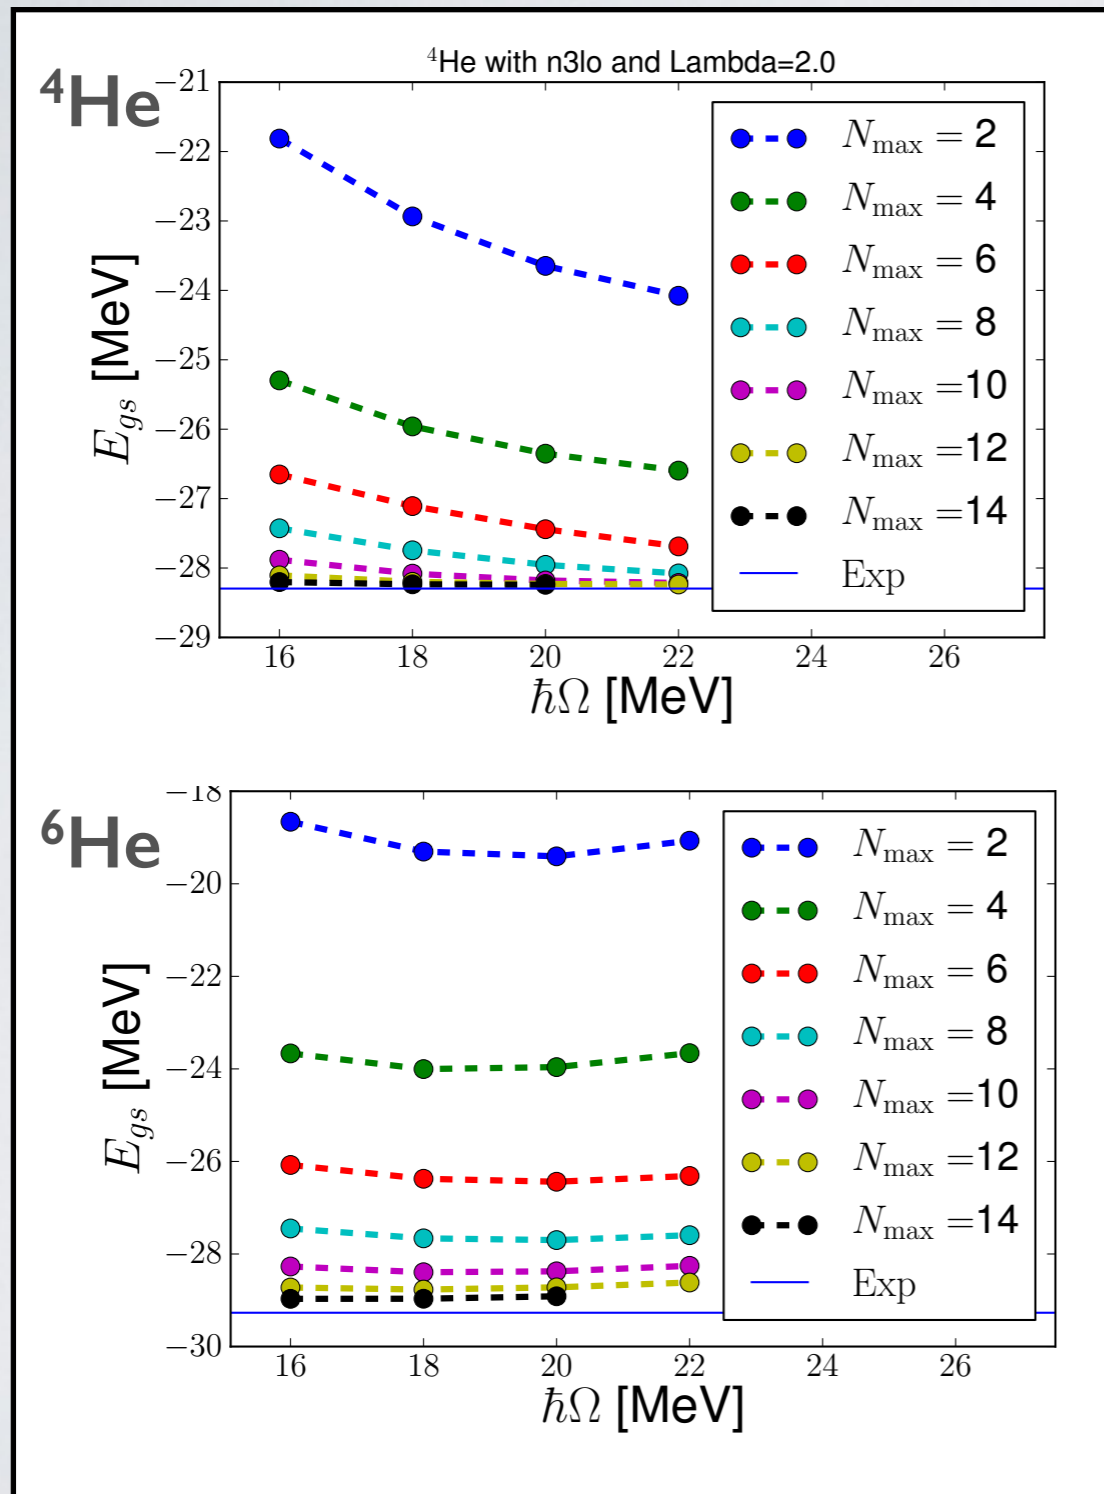 ⁴He with n3lo and Lambda=2.0
⁴He
−21
−22
−23
−24
−25
−26
−27
−28
−29
E_gs [MeV]
16 18 20 22 24 26
ħΩ [MeV]
N_max = 2
N_max = 4
N_max = 6
N_max = 8
N_max =10
N_max =12
N_max =14
Exp
⁶He
−18
−20
−22
−24
−26
−28
−30
E_gs [MeV]
16 18 20 22 24 26
ħΩ [MeV]
N_max = 2
N_max = 4
N_max = 6
N_max = 8
N_max =10
N_max =12
N_max =14
Exp